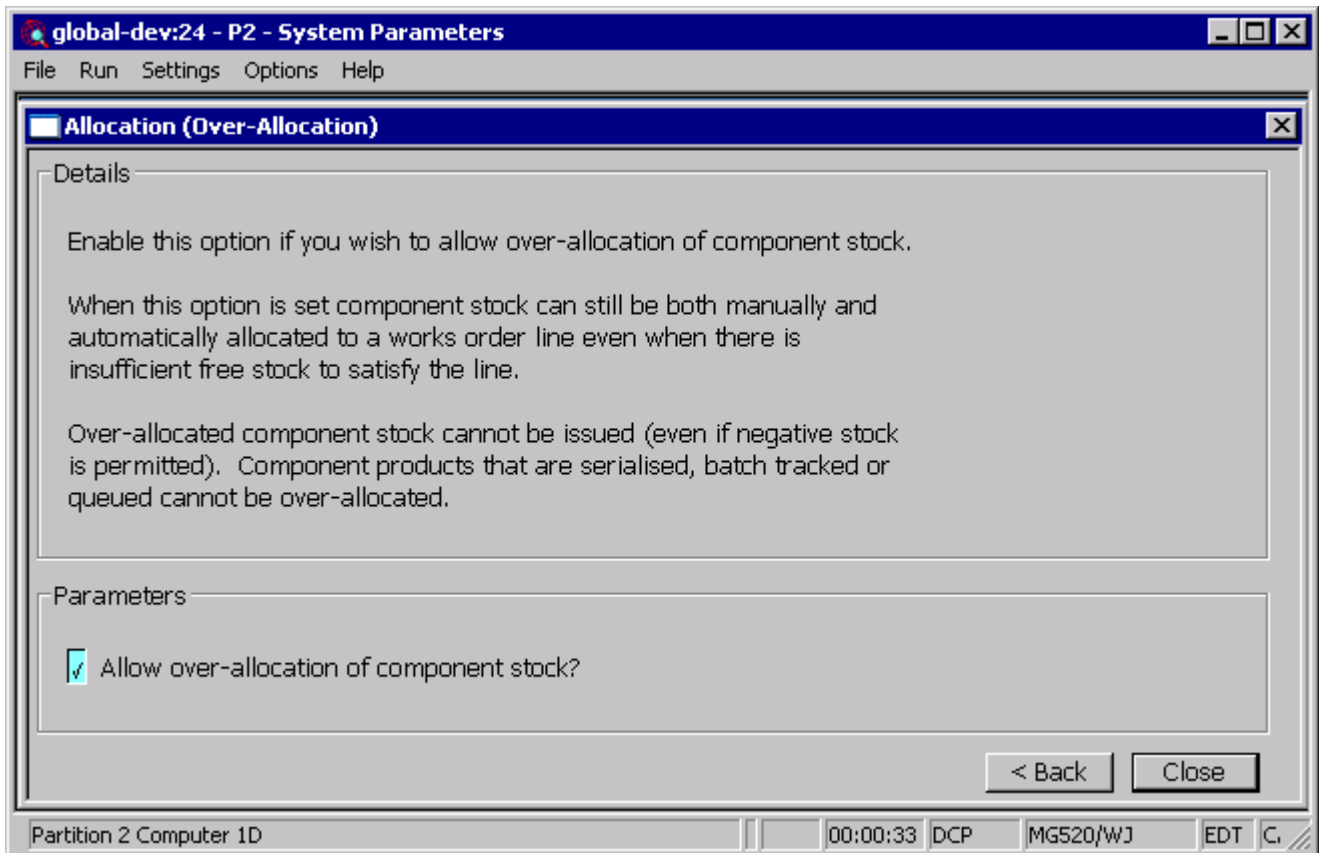 global-dev:24 - P2 - System Parameters
File Run Settings Options Help
Allocation (Over-Allocation)
Details
Enable this option if you wish to allow over-allocation of component stock.
When this option is set component stock can still be both manually and
automatically allocated to a works order line even when there is
insufficient free stock to satisfy the line.
Over-allocated component stock cannot be issued (even if negative stock
is permitted). Component products that are serialised, batch tracked or
queued cannot be over-allocated.
Parameters
Allow over-allocation of component stock?
< Back Close
Partition 2 Computer 1D 00:00:33 DCP MG520/WJ EDT